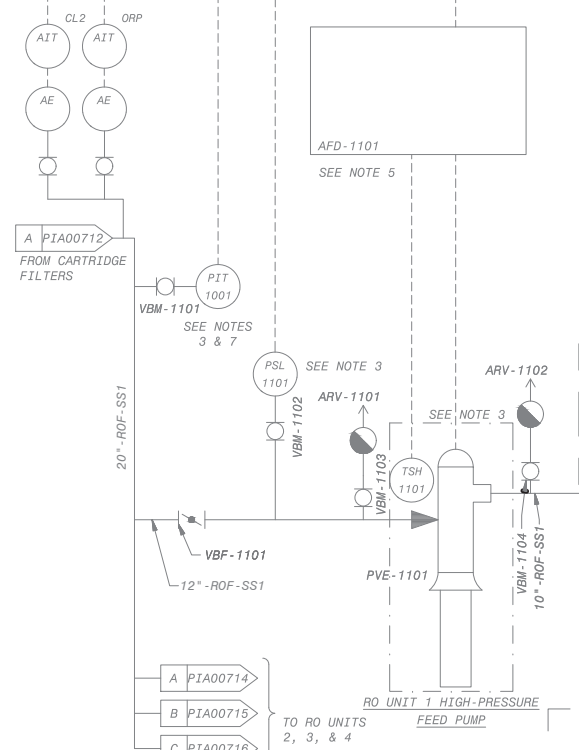 CL2
ORP
AIT
AIT
AE
AE
AFD-1101
SEE NOTE 5
A PIA00712
FROM CARTRIDGE
FILTERS
PIT
1001
VBM-1101
SEE NOTES
3 & 7
PSL
1101
SEE NOTE 3
ARV-1101
ARV-1102
VBM-1102
SEE NOTE 3
20"-ROF-SS1
VBM-1103
TSH
1101
VBF-1101
12"-ROF-SS1
PVE-1101
VBM-1104
10"-ROF-SS1
A PIA00714
B PIA00715
C PIA00716
TO RO UNITS
2, 3, & 4
RO UNIT 1 HIGH-PRESSURE
FEED PUMP